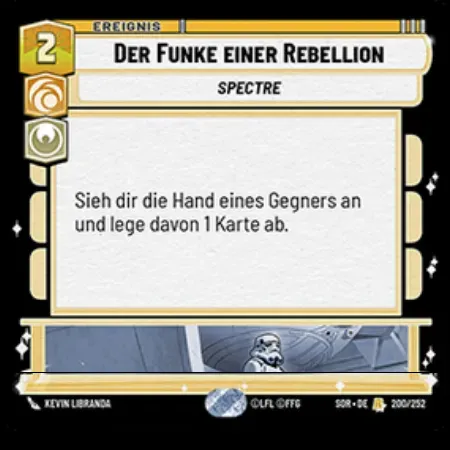 EREIGNIS
2
DER FUNKE EINER REBELLION
SPECTRE
Sieh dir die Hand eines Gegners an
und lege davon 1 Karte ab.
KEVIN LIBRANDA ©LFL ©FFG SOR • DE 200/252